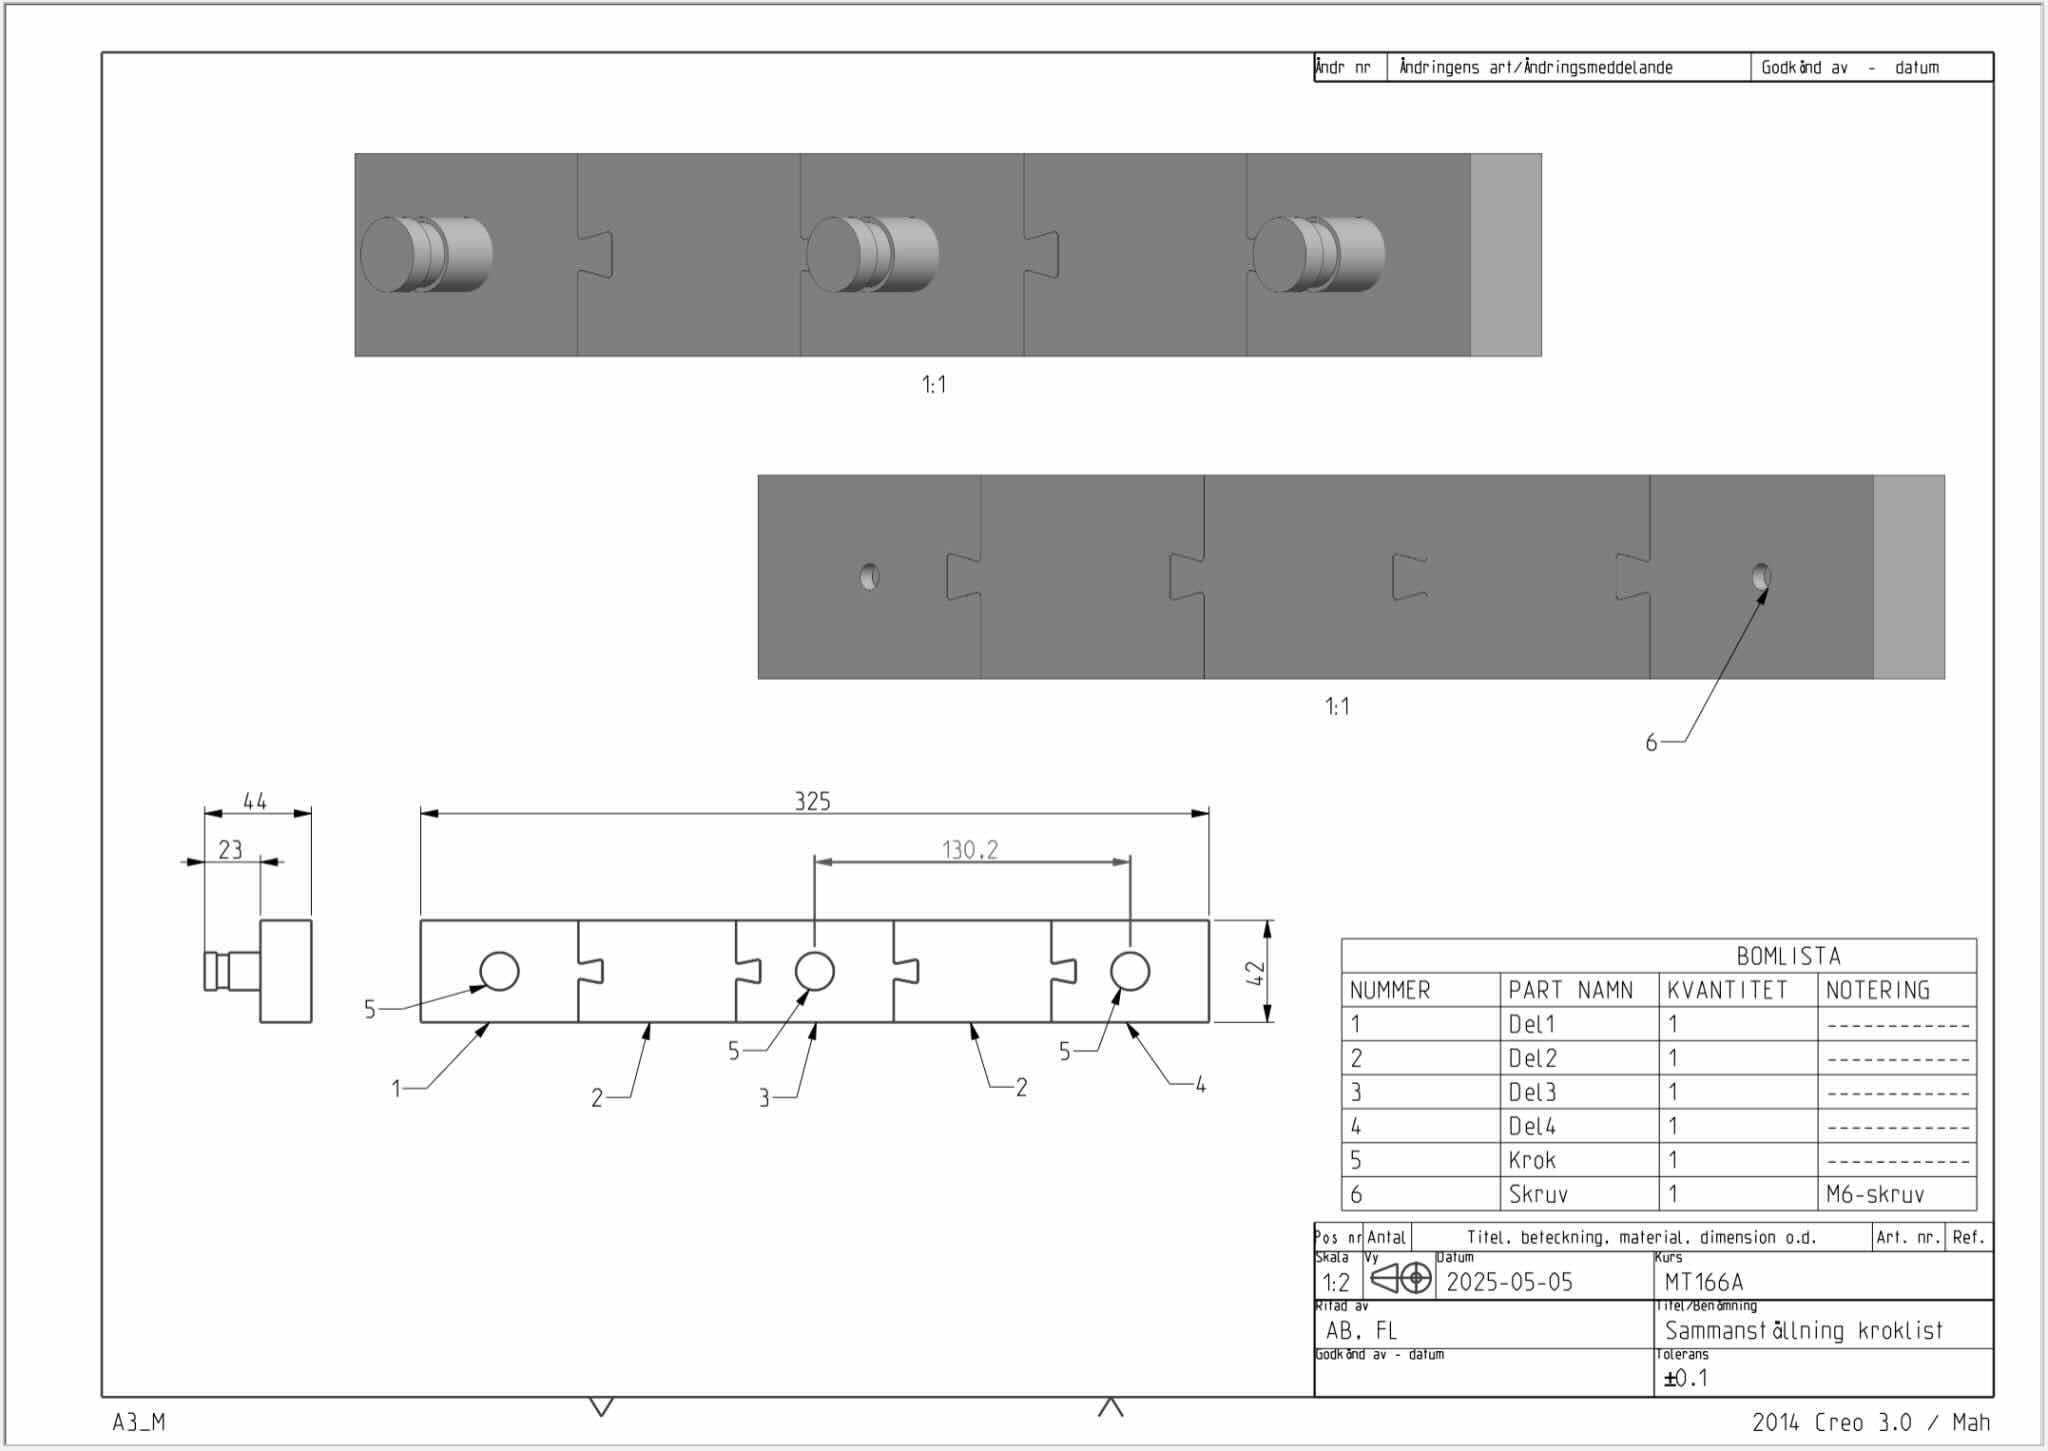 Ändr nr Ändringens art/Ändringsmeddelande Godkänd av - datum
1:1
1:1
6
44
325
23
130.2
42
5
5
5
1
2
3
2
4
BOMLISTA
NUMMER PART NAMN KVANTITET NOTERING
1 Del1 1 ------------
2 Del2 1 ------------
3 Del3 1 ------------
4 Del4 1 ------------
5 Krok 1 ------------
6 Skruv 1 M6-skruv
Pos nr Antal Titel, beteckning, material, dimension o.d. Art. nr. Ref.
Skala Vy Datum Kurs
1:2 2025-05-05 MT166A
Ritad av Titel/Benämning
AB, FL Sammanställning kroklist
Godkänd av - datum Tolerans
±0.1
A3_M 2014 Creo 3.0 / Mah